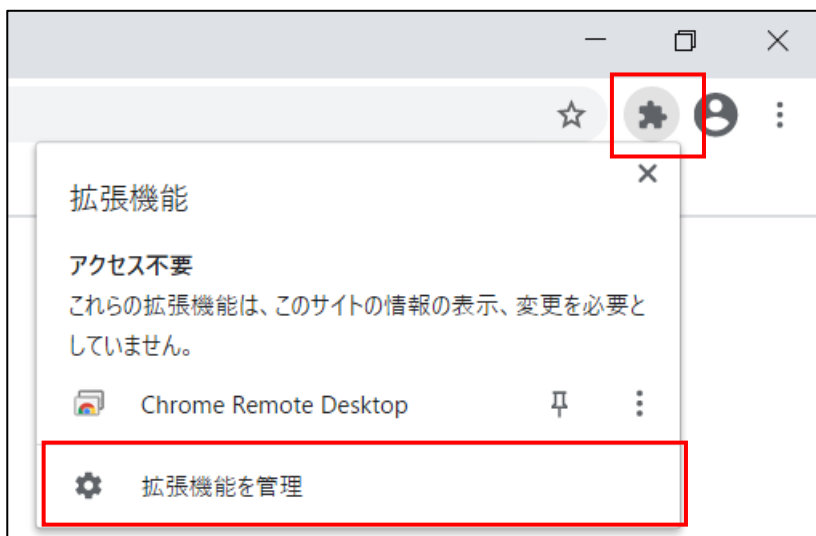 拡張機能
アクセス不要
これらの拡張機能は、このサイトの情報の表示、変更を必要と
していません。
Chrome Remote Desktop
拡張機能を管理